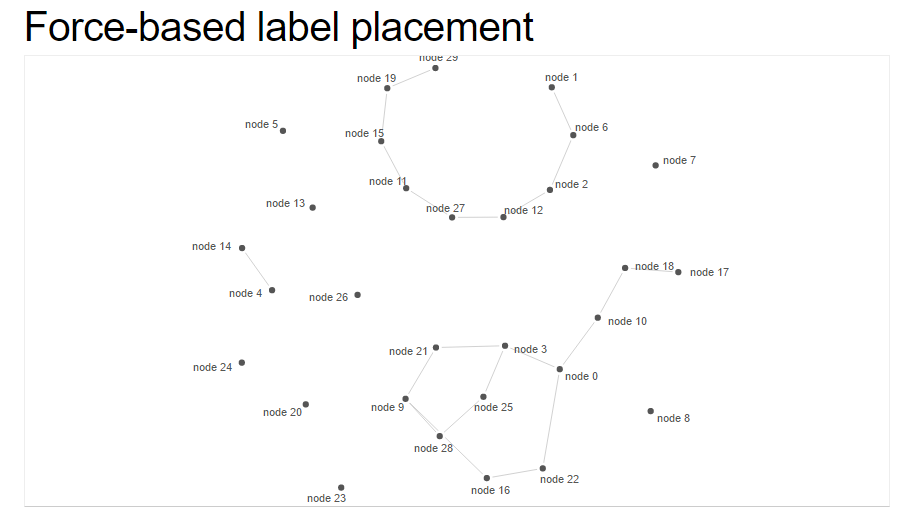 Force-based label placement
node 29
node 19
node 1
node 5
node 15
node 6
node 7
node 11
node 2
node 13
node 27
node 12
node 14
node 18
node 17
node 4
node 26
node 10
node 21
node 3
node 24
node 0
node 9
node 25
node 20
node 8
node 28
node 22
node 16
node 23